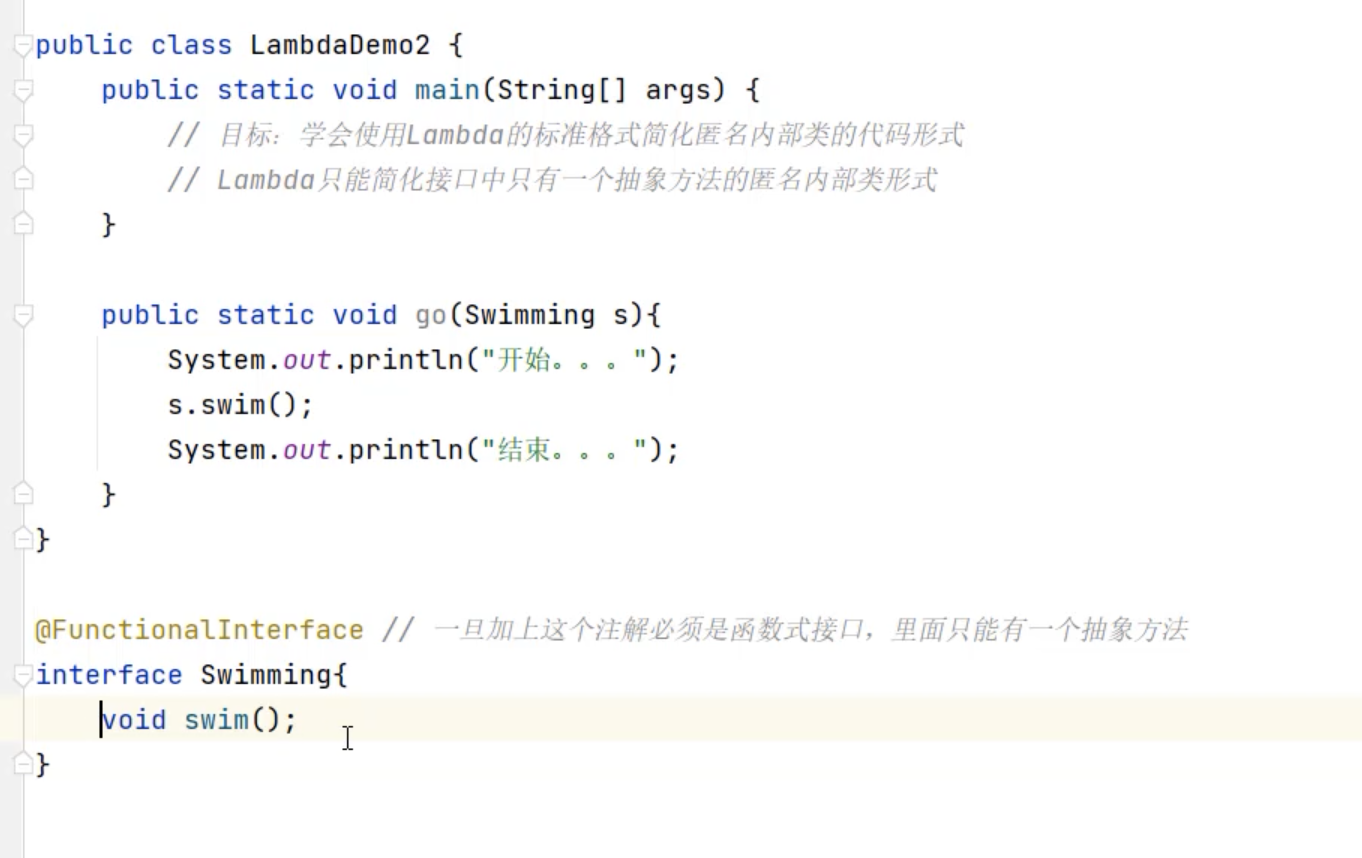 public class LambdaDemo2 {
public static void main(String[] args) {
// 目标：学会使用Lambda的标准格式简化匿名内部类的代码形式
// Lambda只能简化接口中只有一个抽象方法的匿名内部类形式
}
public static void go(Swimming s){
System.out.println("开始。。。");
s.swim();
System.out.println("结束。。。");
}
}
@FunctionalInterface // 一旦加上这个注解必须是函数式接口，里面只能有一个抽象方法
interface Swimming{
void swim();
}